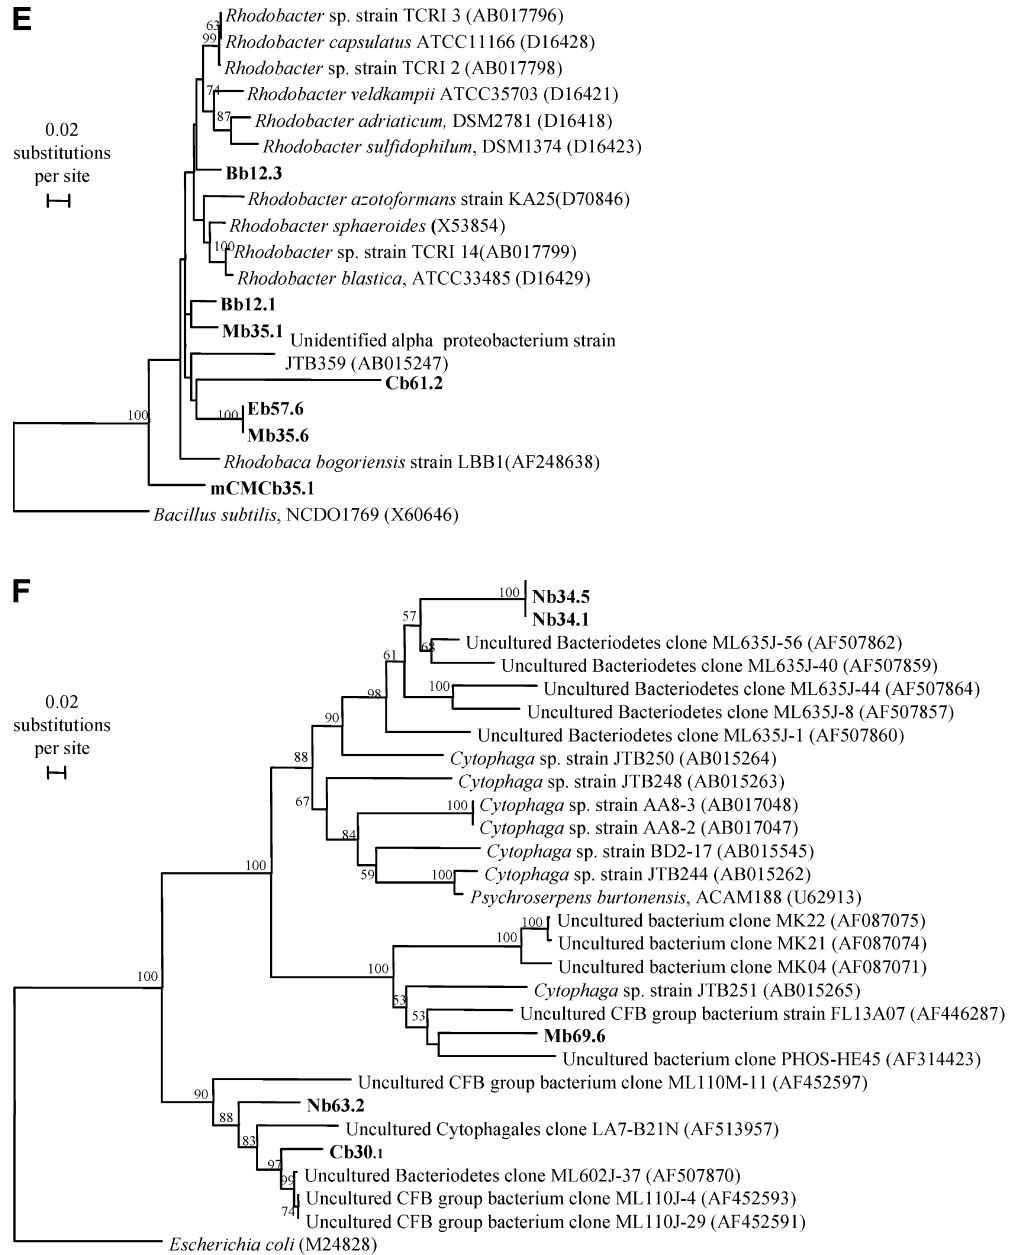 E
Rhodobacter sp. strain TCRI 3 (AB017796)
63
99
Rhodobacter capsulatus ATCC11166 (D16428)
Rhodobacter sp. strain TCRI 2 (AB017798)
74
Rhodobacter veldkampii ATCC35703 (D16421)
87
Rhodobacter adriaticum, DSM2781 (D16418)
0.02
substitutions
per site
Rhodobacter sulfidophilum, DSM1374 (D16423)
Bb12.3
Rhodobacter azotoformans strain KA25(D70846)
Rhodobacter sphaeroides (X53854)
100
Rhodobacter sp. strain TCRI 14(AB017799)
Rhodobacter blastica, ATCC33485 (D16429)
Bb12.1
Mb35.1
Unidentified alpha proteobacterium strain
JTB359 (AB015247)
Cb61.2
100
Eb57.6
100
Mb35.6
Rhodobaca bogoriensis strain LBB1(AF248638)
mCMCb35.1
Bacillus subtilis, NCDO1769 (X60646)
F
100
Nb34.5
Nb34.1
57
Uncultured Bacteriodetes clone ML635J-56 (AF507862)
68
61
Uncultured Bacteriodetes clone ML635J-40 (AF507859)
100
Uncultured Bacteriodetes clone ML635J-44 (AF507864)
98
0.02
substitutions
per site
Uncultured Bacteriodetes clone ML635J-8 (AF507857)
90
Uncultured Bacteriodetes clone ML635J-1 (AF507860)
88
Cytophaga sp. strain JTB250 (AB015264)
Cytophaga sp. strain JTB248 (AB015263)
67
100
Cytophaga sp. strain AA8-3 (AB017048)
Cytophaga sp. strain AA8-2 (AB017047)
84
Cytophaga sp. strain BD2-17 (AB015545)
100
59
100
Cytophaga sp. strain JTB244 (AB015262)
Psychroserpens burtonensis, ACAM188 (U62913)
100
Uncultured bacterium clone MK22 (AF087075)
100
Uncultured bacterium clone MK21 (AF087074)
100
Uncultured bacterium clone MK04 (AF087071)
100
Cytophaga sp. strain JTB251 (AB015265)
53
53
Uncultured CFB group bacterium strain FL13A07 (AF446287)
Mb69.6
Uncultured bacterium clone PHOS-HE45 (AF314423)
Uncultured CFB group bacterium clone ML110M-11 (AF452597)
90
Nb63.2
88
Uncultured Cytophagales clone LA7-B21N (AF513957)
83
Cb30.1
97
Uncultured Bacteriodetes clone ML602J-37 (AF507870)
99
Uncultured CFB group bacterium clone ML110J-4 (AF452593)
74
Uncultured CFB group bacterium clone ML110J-29 (AF452591)
Escherichia coli (M24828)